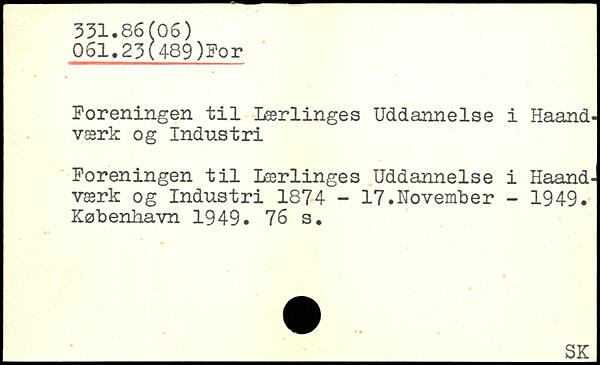 331.86(06)
061.23(489)For
Foreningen til Lærlinges Uddannelse i Haand-
værk og Industri
Foreningen til Lærlinges Uddannelse i Haand-
værk og Industri 1874 - 17.November - 1949.
København 1949. 76 s.
SK